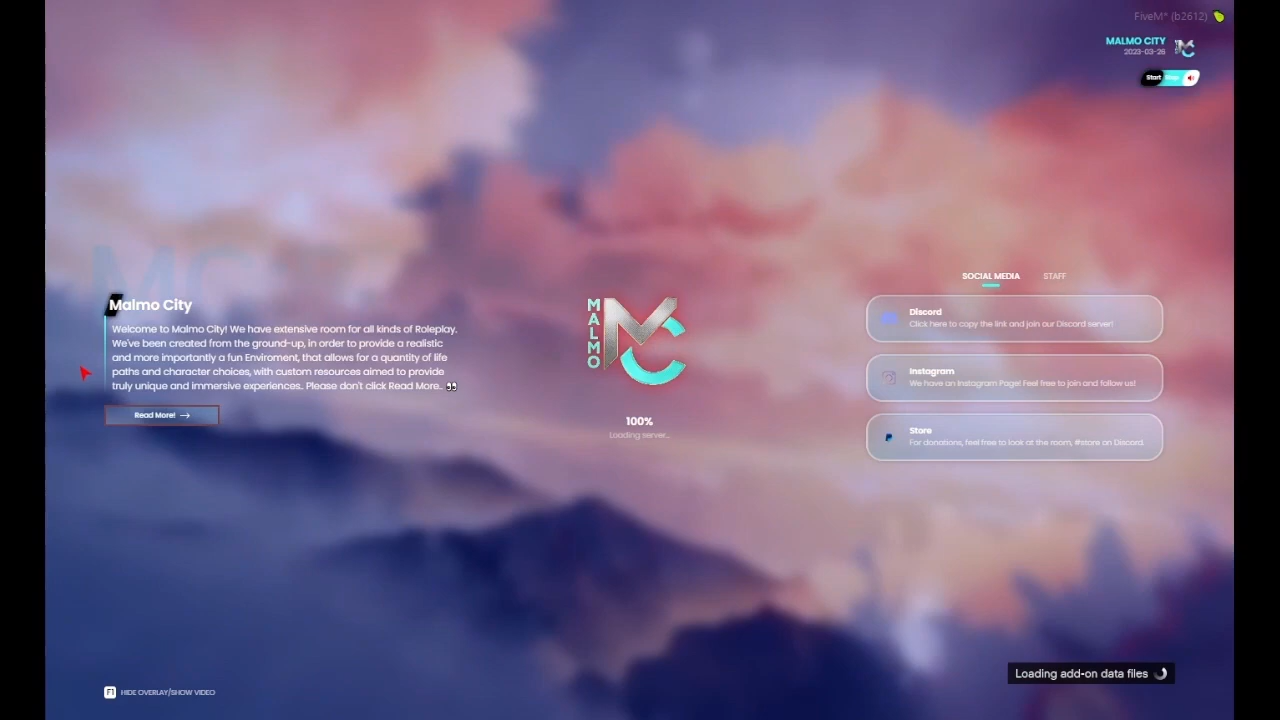 FiveM* (b2612)
MALMO CITY
2023-03-26
Start Stop
MC
Malmo City
Welcome to Malmo City! We have extensive room for all kinds of Roleplay.
We've been created from the ground-up, in order to provide a realistic
and more importantly a fun Enviroment, that allows for a quantity of life
paths and character choices, with custom resources aimed to provide
truly unique and immersive experiences. Please don't click Read More.. 👀
Read More! →
MALMO
MC
100%
Loading server...
SOCIAL MEDIA STAFF
Discord
Click here to copy the link and join our Discord server!
Instagram
We have an Instagram Page! Feel free to join and follow us!
Store
For donations, feel free to look at the room, #store on Discord.
Loading add-on data files
F1 HIDE OVERLAY/SHOW VIDEO